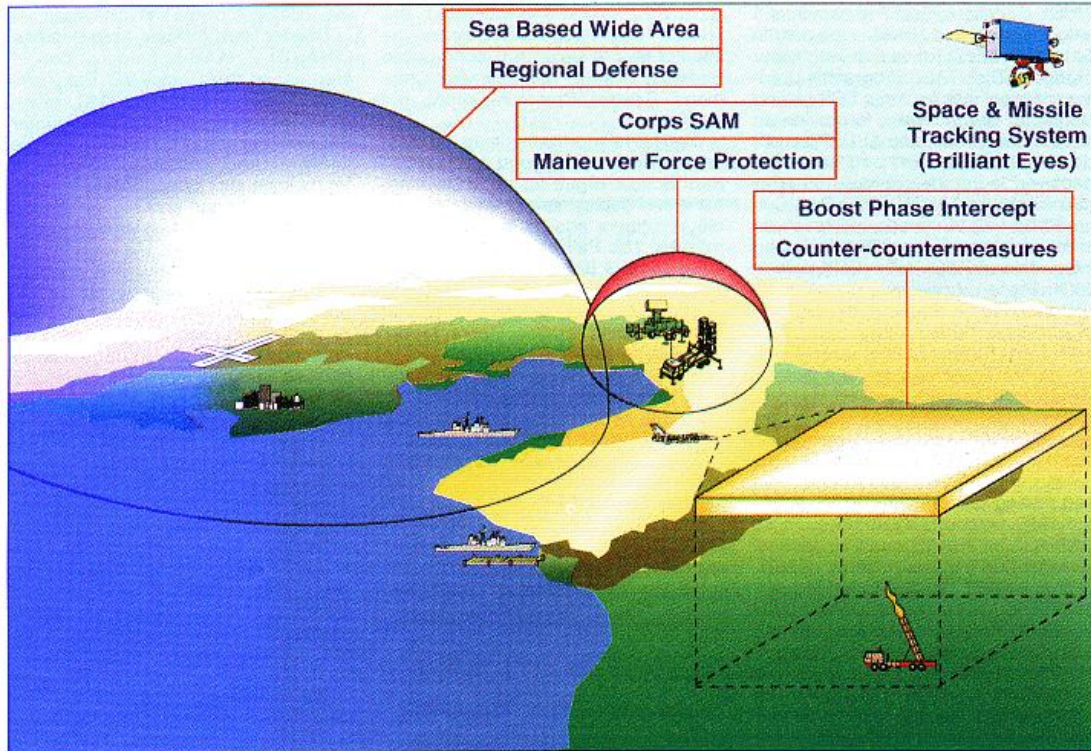 Sea Based Wide Area
Regional Defense
Corps SAM
Maneuver Force Protection
Space & Missile
Tracking System
(Brilliant Eyes)
Boost Phase Intercept
Counter-countermeasures